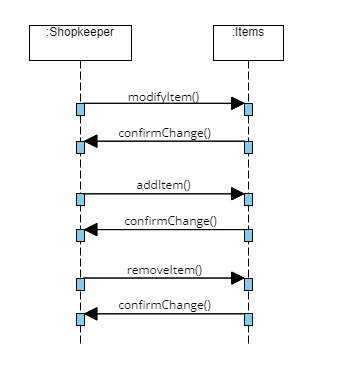 :Shopkeeper
:Items
modifyItem()
confirmChange()
addItem()
confirmChange()
removeItem()
confirmChange()